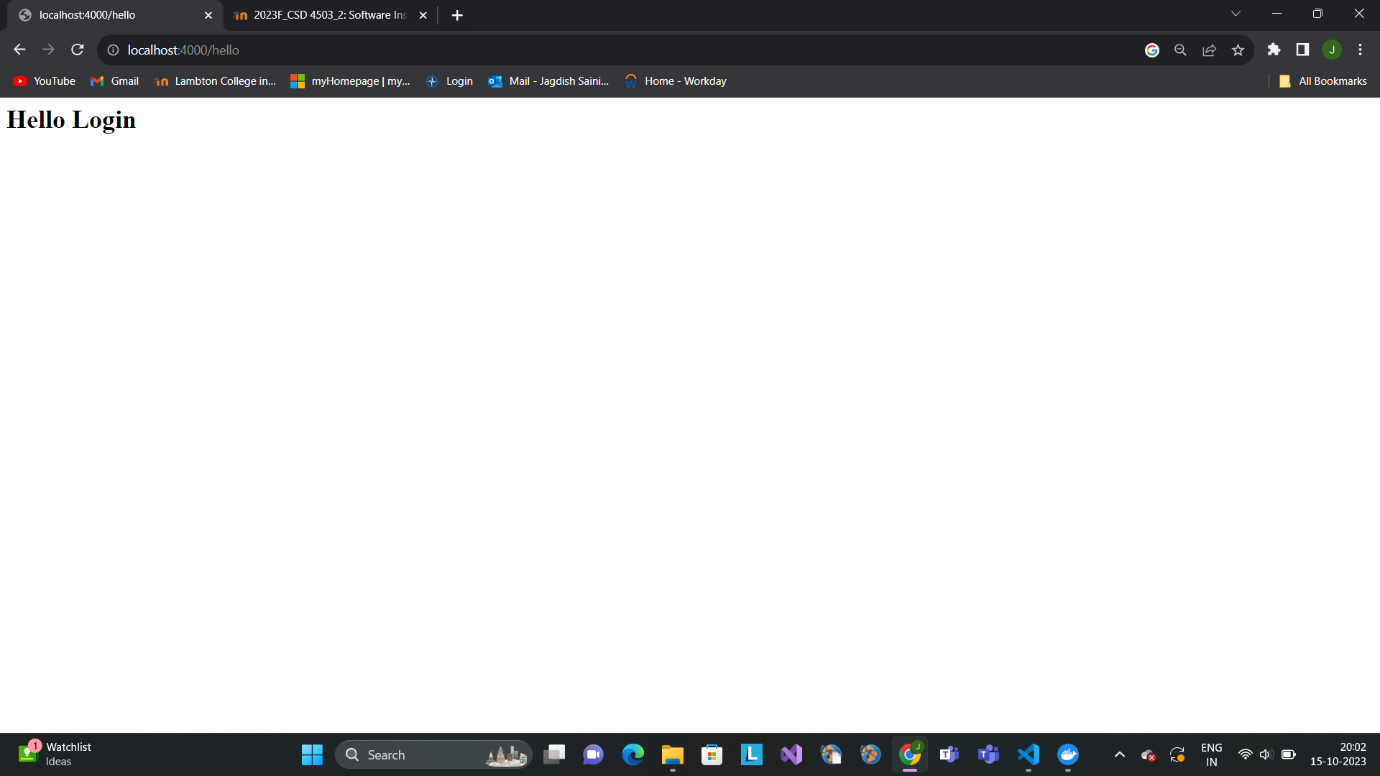 localhost:4000/hello
2023F_CSD 4503_2: Software Ins
localhost:4000/hello
J
YouTube
Gmail
Lambton College in...
myHomepage | my...
Login
Mail - Jagdish Saini...
Home - Workday
All Bookmarks
Hello Login
1
Watchlist
Ideas
Search
L
J
ENG
IN
20:02
15-10-2023